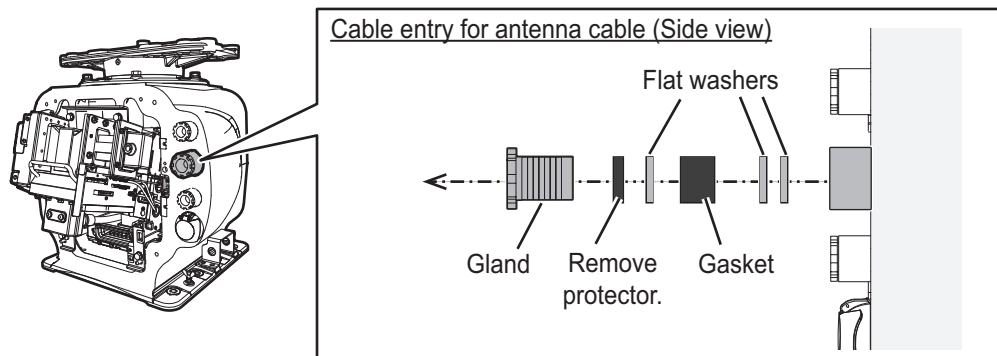 Cable entry for antenna cable (Side view)
Flat washers
Gland
Remove
protector.
Gasket